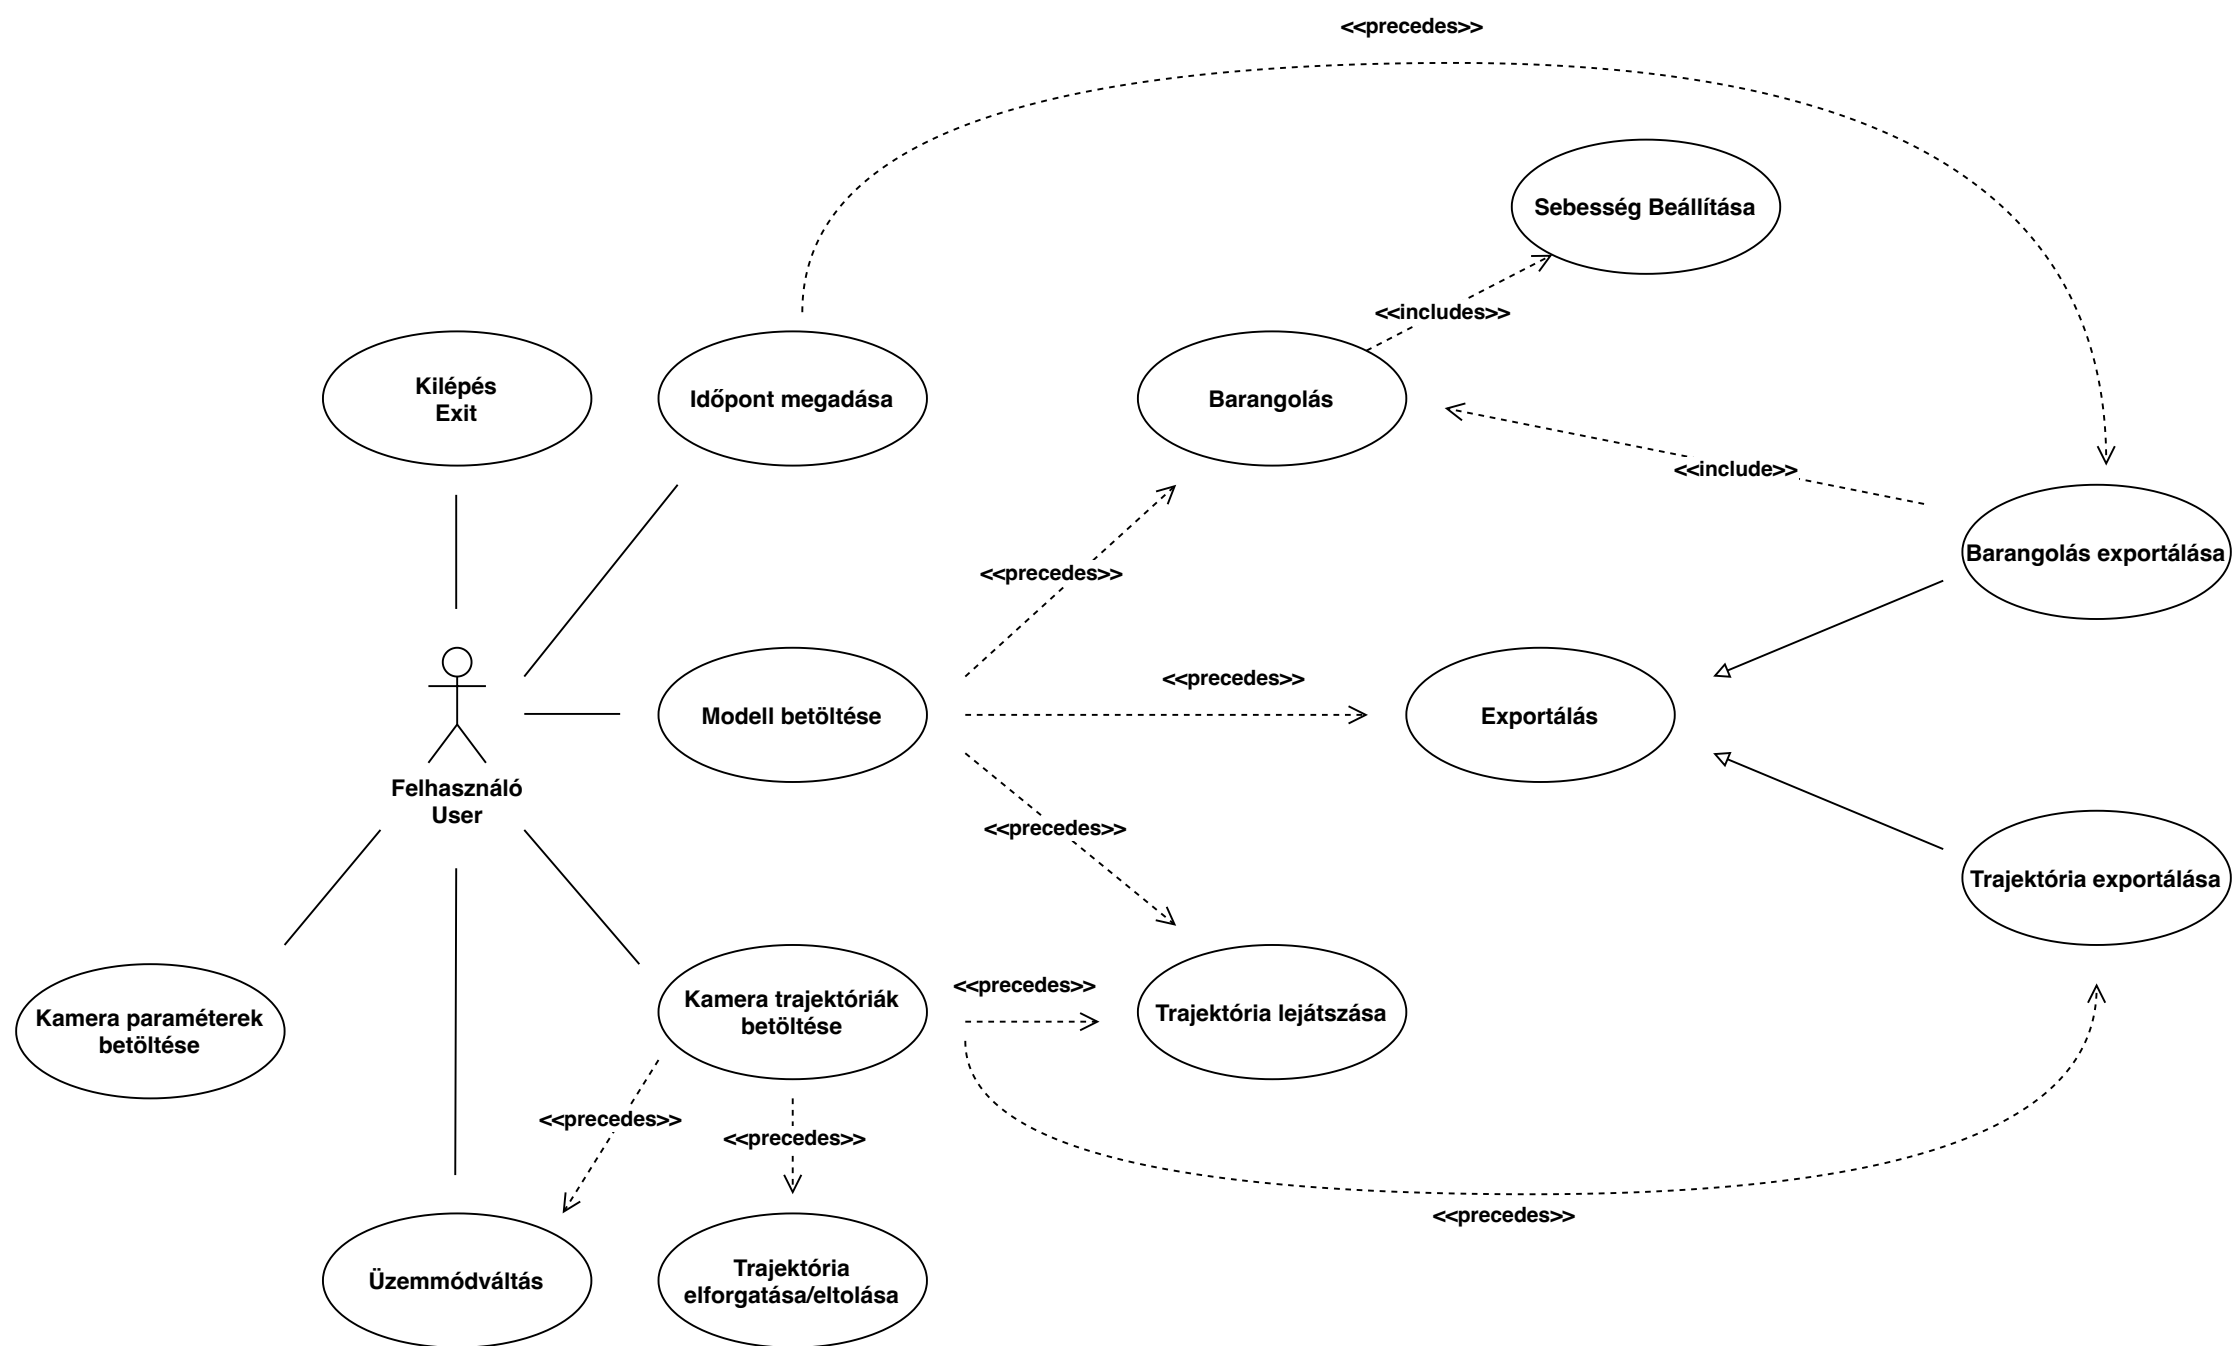 <<precedes>>
Sebesség Beállítása
<<includes>>
Kilépés
Exit
Időpont megadása
Barangolás
<<include>>
Barangolás exportálása
<<precedes>>
<<precedes>>
Modell betöltése
Exportálás
Felhasználó
User
<<precedes>>
Trajektória exportálása
<<precedes>>
Kamera trajektóriák
betöltése
Trajektória lejátszása
Kamera paraméterek
betöltése
<<precedes>>
<<precedes>>
<<precedes>>
Üzemmódváltás
Trajektória
elforgatása/eltolása